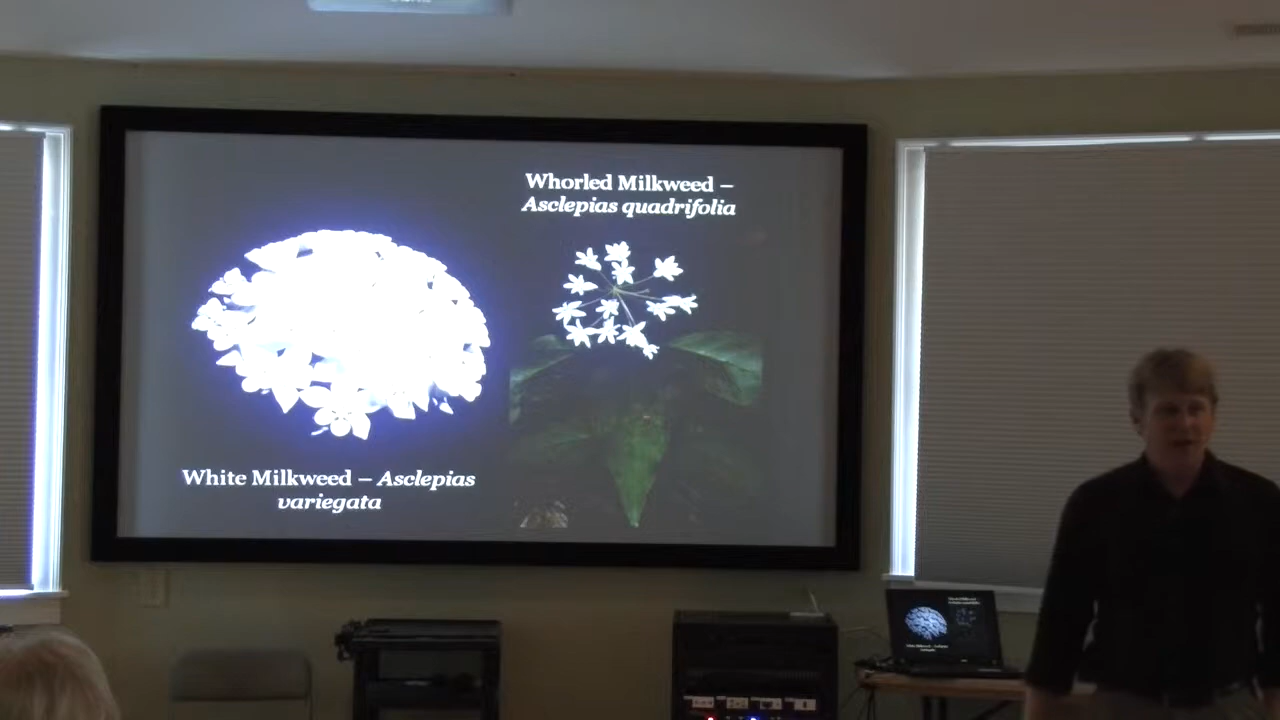 Whorled Milkweed –
Asclepias quadrifolia
White Milkweed – Asclepias
variegata